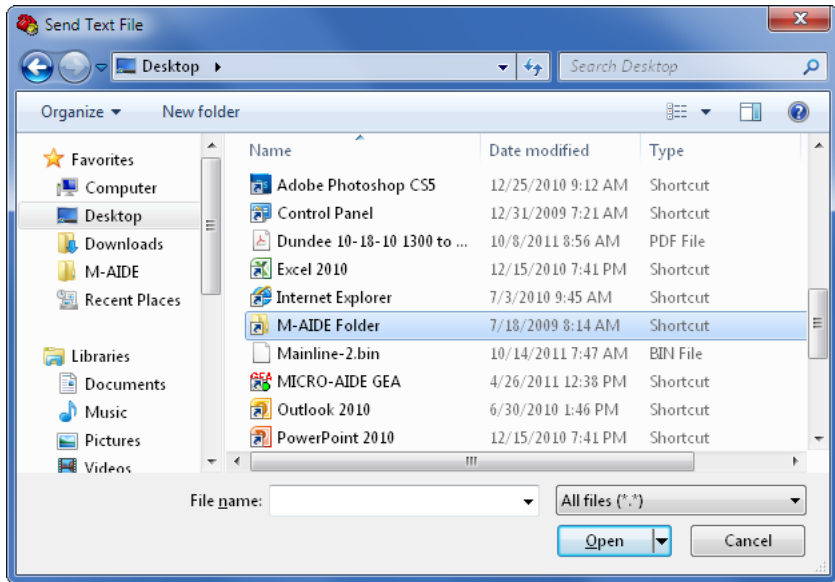 Send Text File
Desktop
Search Desktop
Organize New folder
Favorites
Computer
Desktop
Downloads
M-AIDE
Recent Places
Libraries
Documents
Music
Pictures
Videos
Name Date modified Type
Adobe Photoshop CS5 12/25/2010 9:12 AM Shortcut
Control Panel 12/31/2009 7:21 AM Shortcut
Dundee 10-18-10 1300 to ... 10/8/2011 8:56 AM PDF File
Excel 2010 12/15/2010 7:41 PM Shortcut
Internet Explorer 7/3/2010 9:45 AM Shortcut
M-AIDE Folder 7/18/2009 8:14 AM Shortcut
Mainline-2.bin 10/14/2011 7:47 AM BIN File
MICRO-AIDE GEA 4/26/2011 12:38 PM Shortcut
Outlook 2010 6/30/2010 1:46 PM Shortcut
PowerPoint 2010 12/15/2010 7:41 PM Shortcut
File name: All files (*.*)
Open Cancel